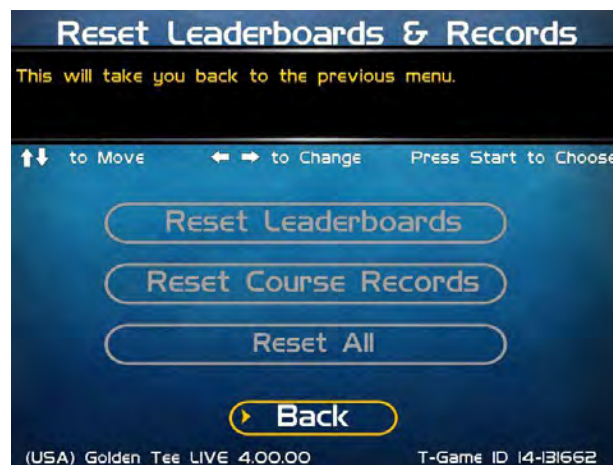 Reset Leaderboards & Records
This will take you back to the previous menu.
to Move to Change Press Start to Choose
Reset Leaderboards
Reset Course Records
Reset All
Back
(USA) Golden Tee LIVE 4.00.00 T-Game ID 14-131662